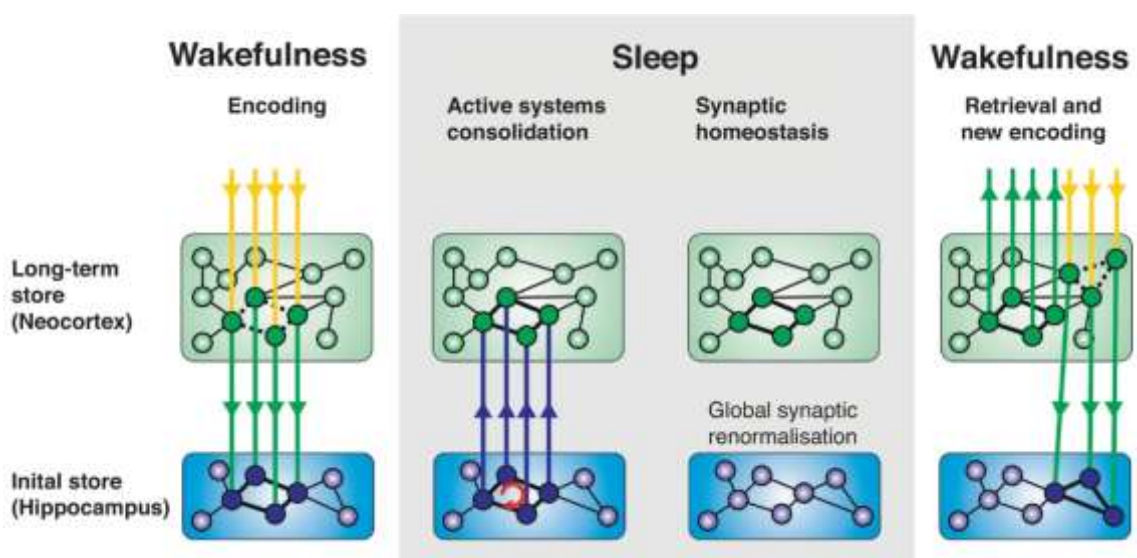 Wakefulness
Sleep
Wakefulness
Encoding
Active systems
consolidation
Synaptic
homeostasis
Retrieval and
new encoding
Long-term
store
(Neocortex)
Global synaptic
renormalisation
Inital store
(Hippocampus)